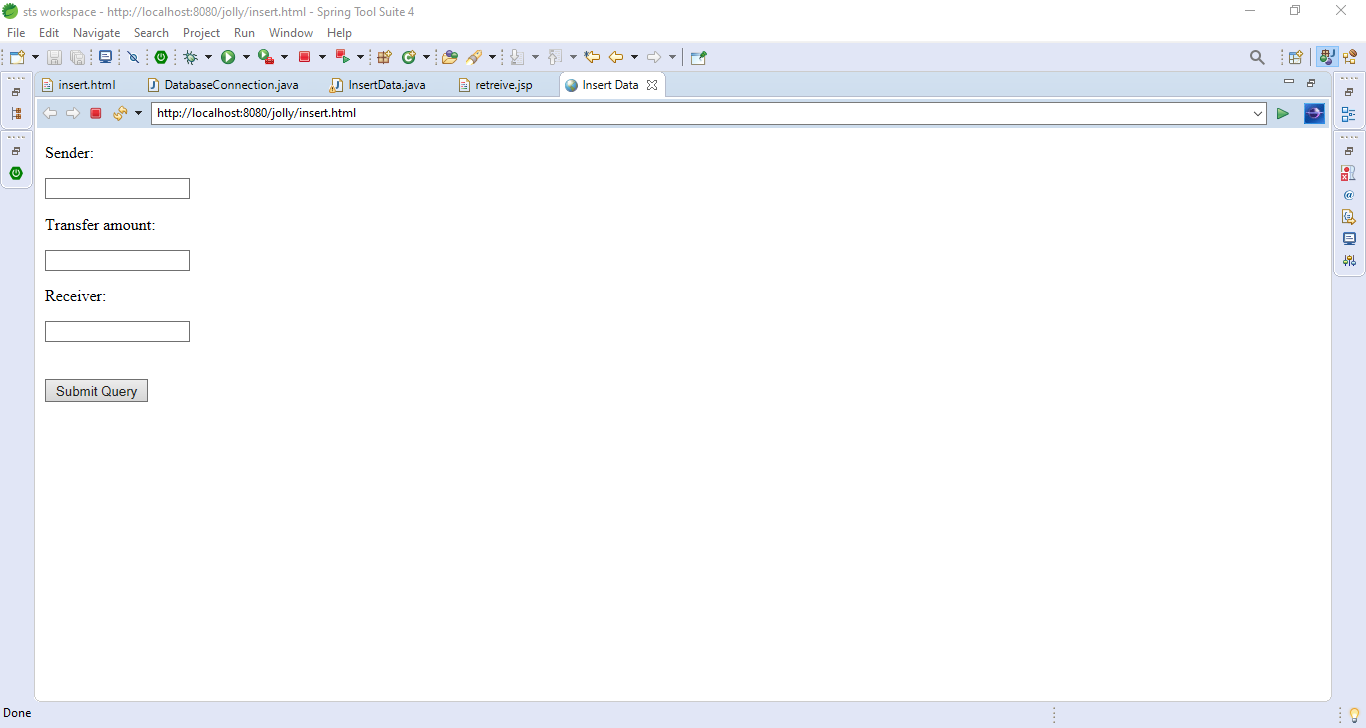 sts workspace - http://localhost:8080/jolly/insert.html - Spring Tool Suite 4
File Edit Navigate Search Project Run Window Help
insert.html DatabaseConnection.java InsertData.java retreive.jsp Insert Data
http://localhost:8080/jolly/insert.html
Sender:
Transfer amount:
Receiver:
Submit Query
Done